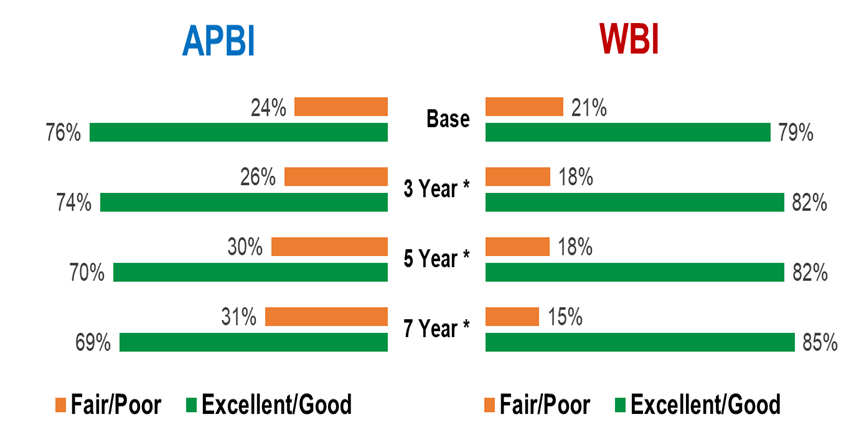 APBI WBI
24% Base 21%
76% 79%
26% 3 Year * 18%
74% 82%
30% 5 Year * 18%
70% 82%
31% 7 Year * 15%
69% 85%
Fair/Poor Excellent/Good Fair/Poor Excellent/Good